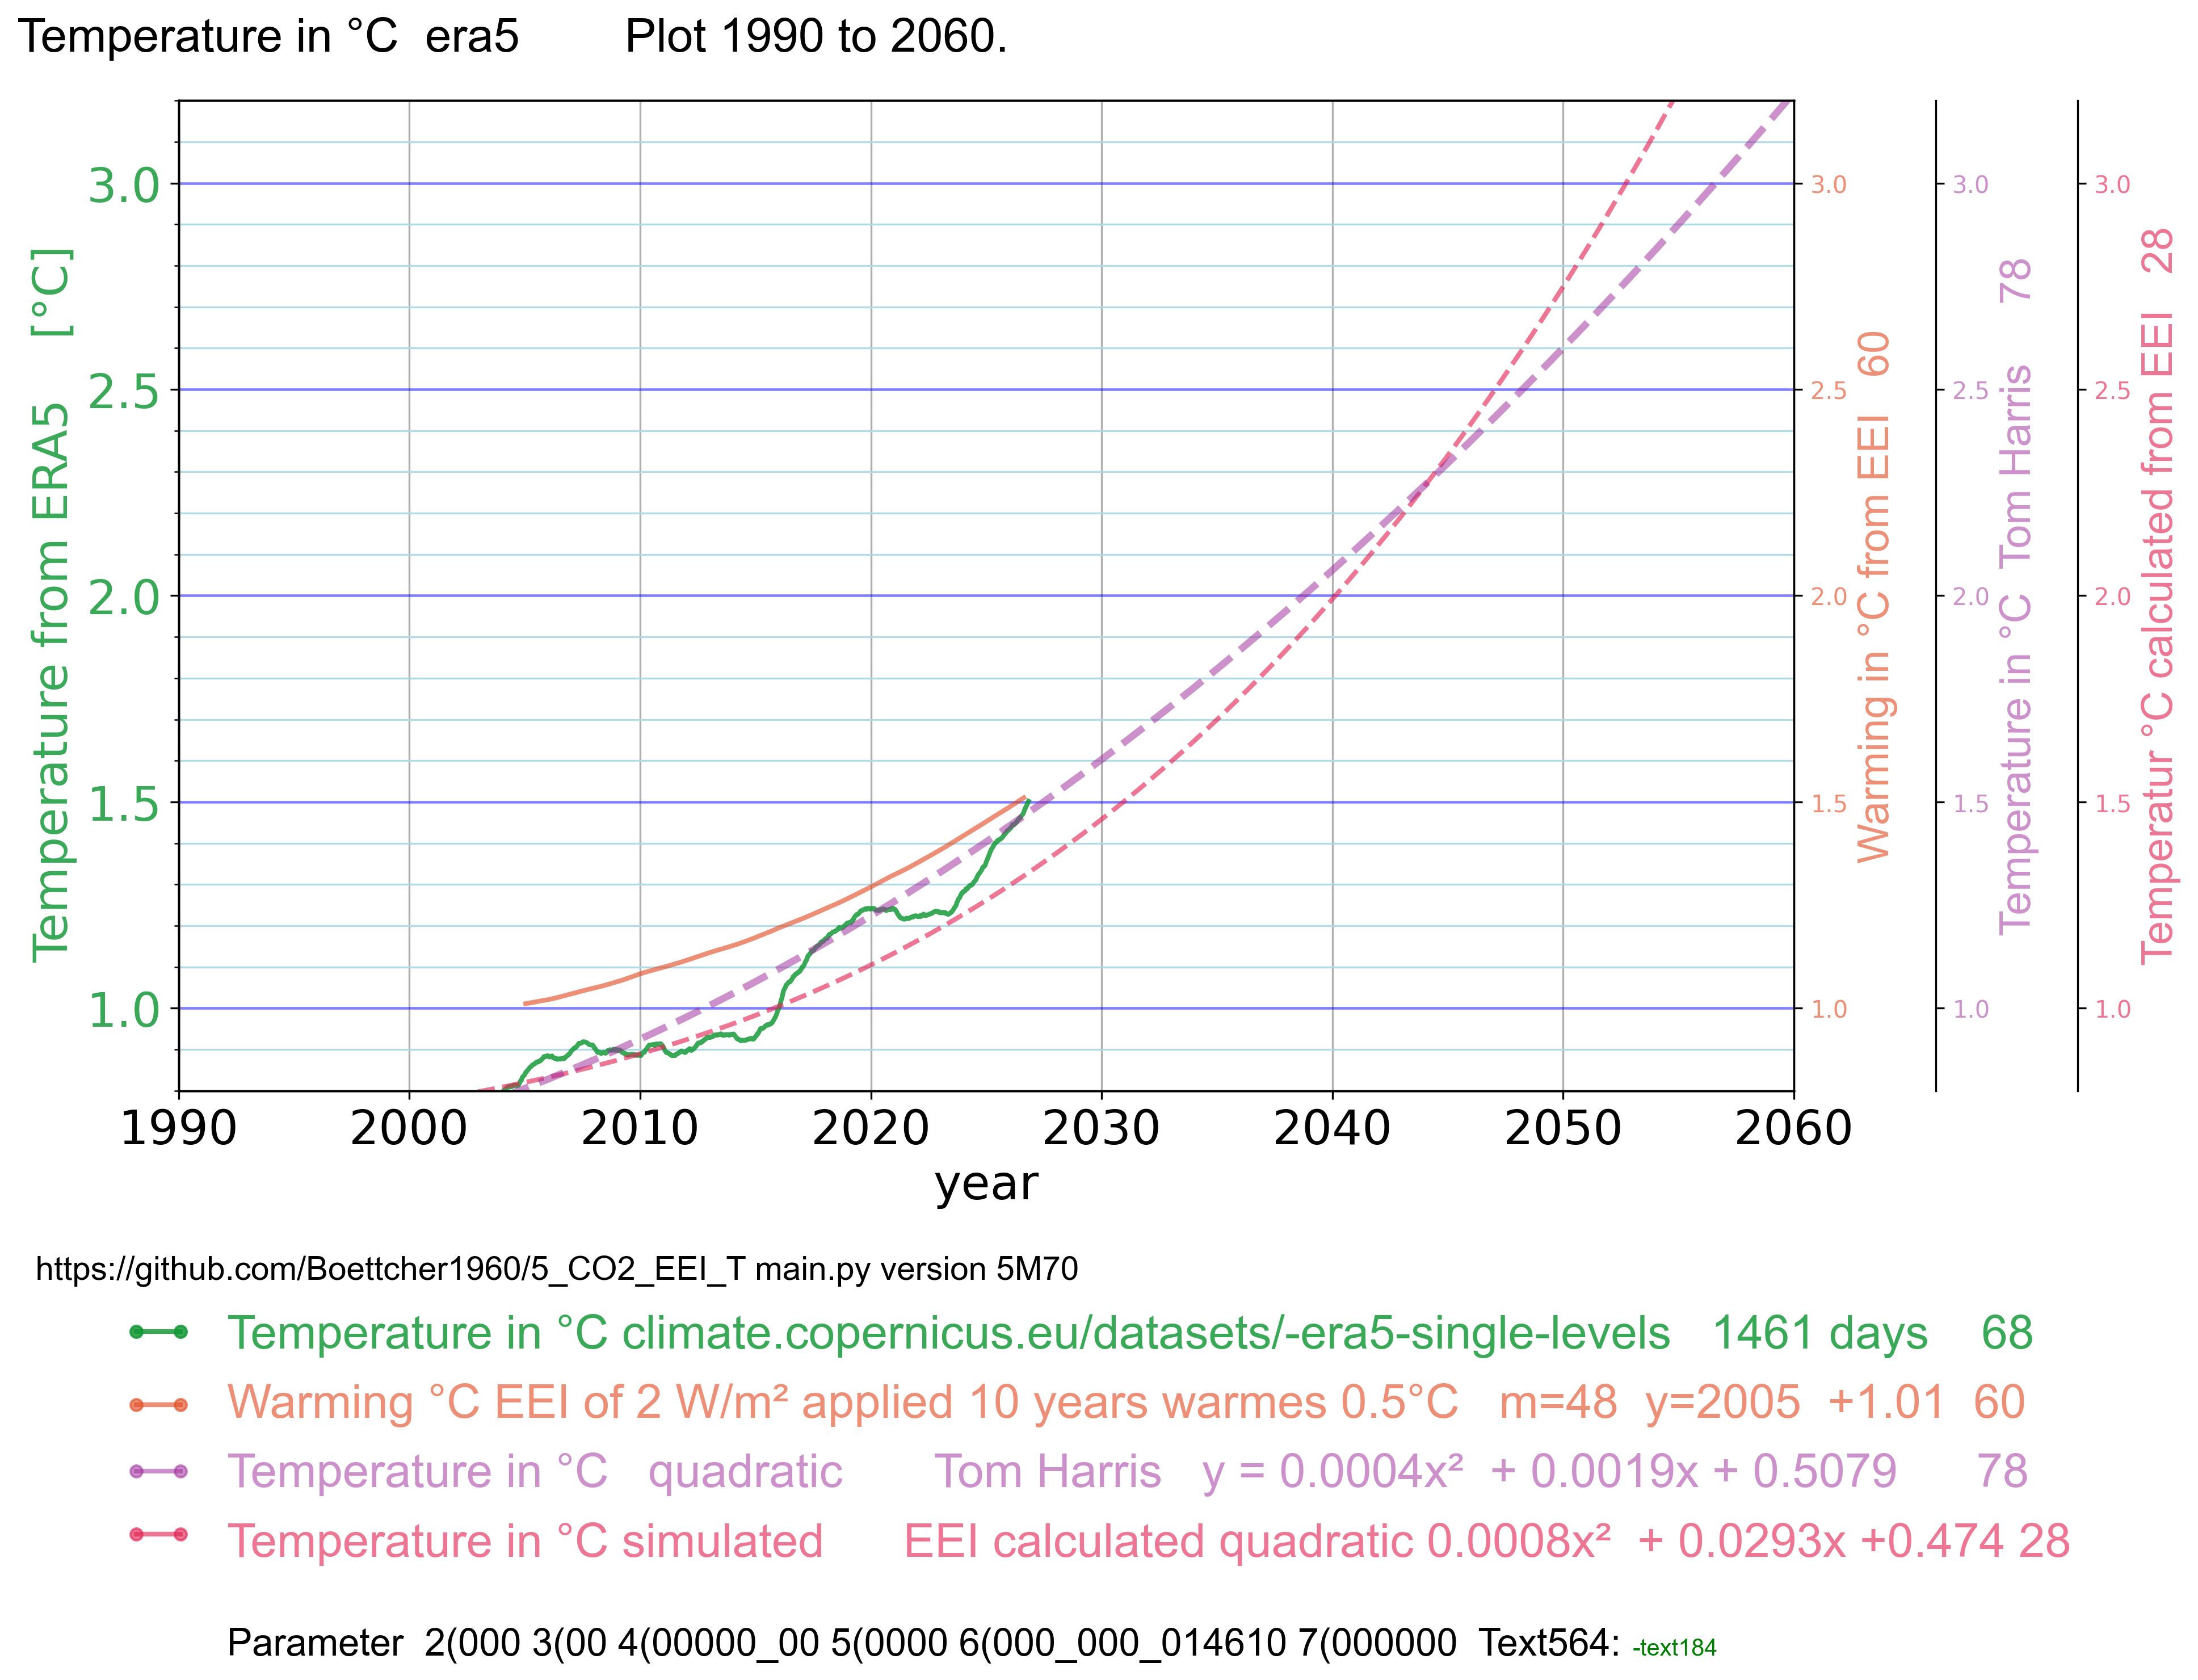 Temperature in °C  era5        Plot 1990 to 2060.
Temperature from ERA5   [°C]
3.0
2.5
2.0
1.5
1.0
1990 2000 2010 2020 2030 2040 2050 2060
year
3.0
2.5
2.0
1.5
1.0
Warming in °C from EEI   60
3.0
2.5
2.0
1.5
1.0
Temperature in °C  Tom Harris    78
3.0
2.5
2.0
1.5
1.0
Temperatur °C calculated from EEI   28
https://github.com/Boettcher1960/5_CO2_EEI_T main.py version 5M70
Temperature in °C climate.copernicus.eu/datasets/-era5-single-levels   1461 days    68
Warming °C EEI of 2 W/m² applied 10 years warmes 0.5°C   m=48  y=2005  +1.01  60
Temperature in °C   quadratic       Tom Harris   y = 0.0004x²  + 0.0019x + 0.5079      78
Temperature in °C simulated      EEI calculated quadratic 0.0008x²  + 0.0293x +0.474 28
Parameter  2(000 3(00 4(00000_00 5(0000 6(000_000_014610 7(000000  Text564: -text184